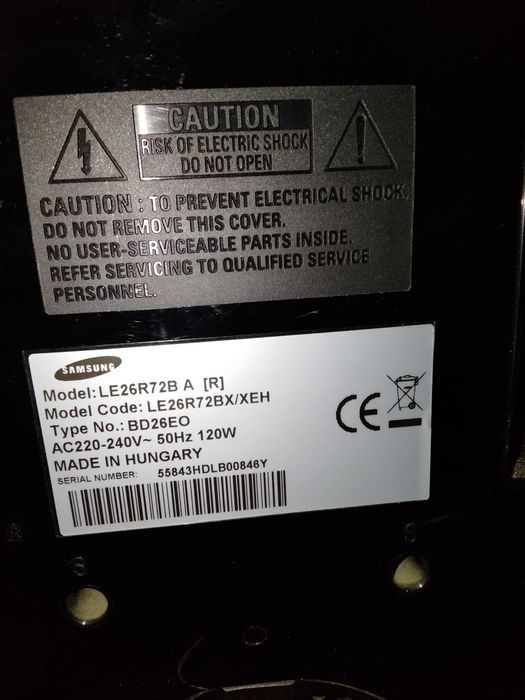 CAUTION
RISK OF ELECTRIC SHOCK
DO NOT OPEN
CAUTION : TO PREVENT ELECTRICAL SHOCK,
DO NOT REMOVE THIS COVER.
NO USER-SERVICEABLE PARTS INSIDE.
REFER SERVICING TO QUALIFIED SERVICE
PERSONNEL.
SAMSUNG
Model:LE26R72B A [R]
Model Code: LE26R72BX/XEH
Type No.: BD26EO
AC220-240V~ 50Hz 120W
MADE IN HUNGARY
SERIAL NUMBER: 55843HDLB00846Y
CE
S
S